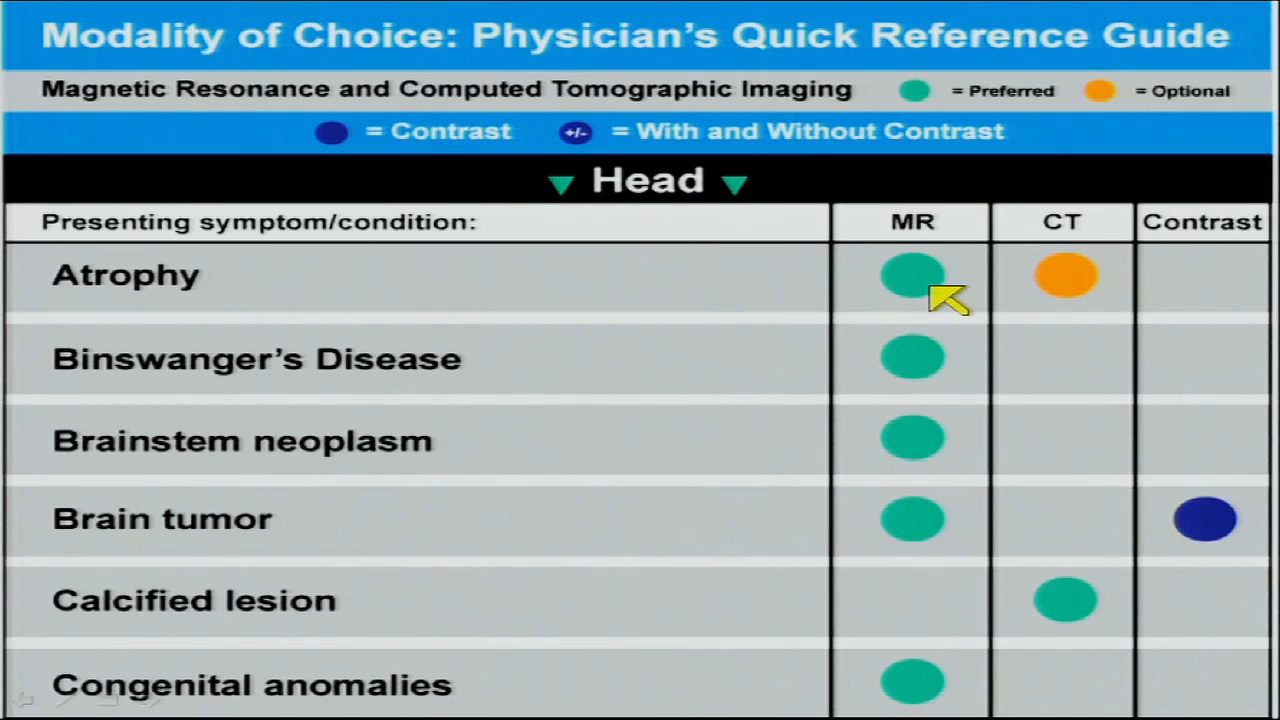 Modality of Choice: Physician's Quick Reference Guide
Magnetic Resonance and Computed Tomographic Imaging = Preferred = Optional
= Contrast +/- = With and Without Contrast
Head
Presenting symptom/condition: MR CT Contrast
Atrophy
Binswanger's Disease
Brainstem neoplasm
Brain tumor
Calcified lesion
Congenital anomalies